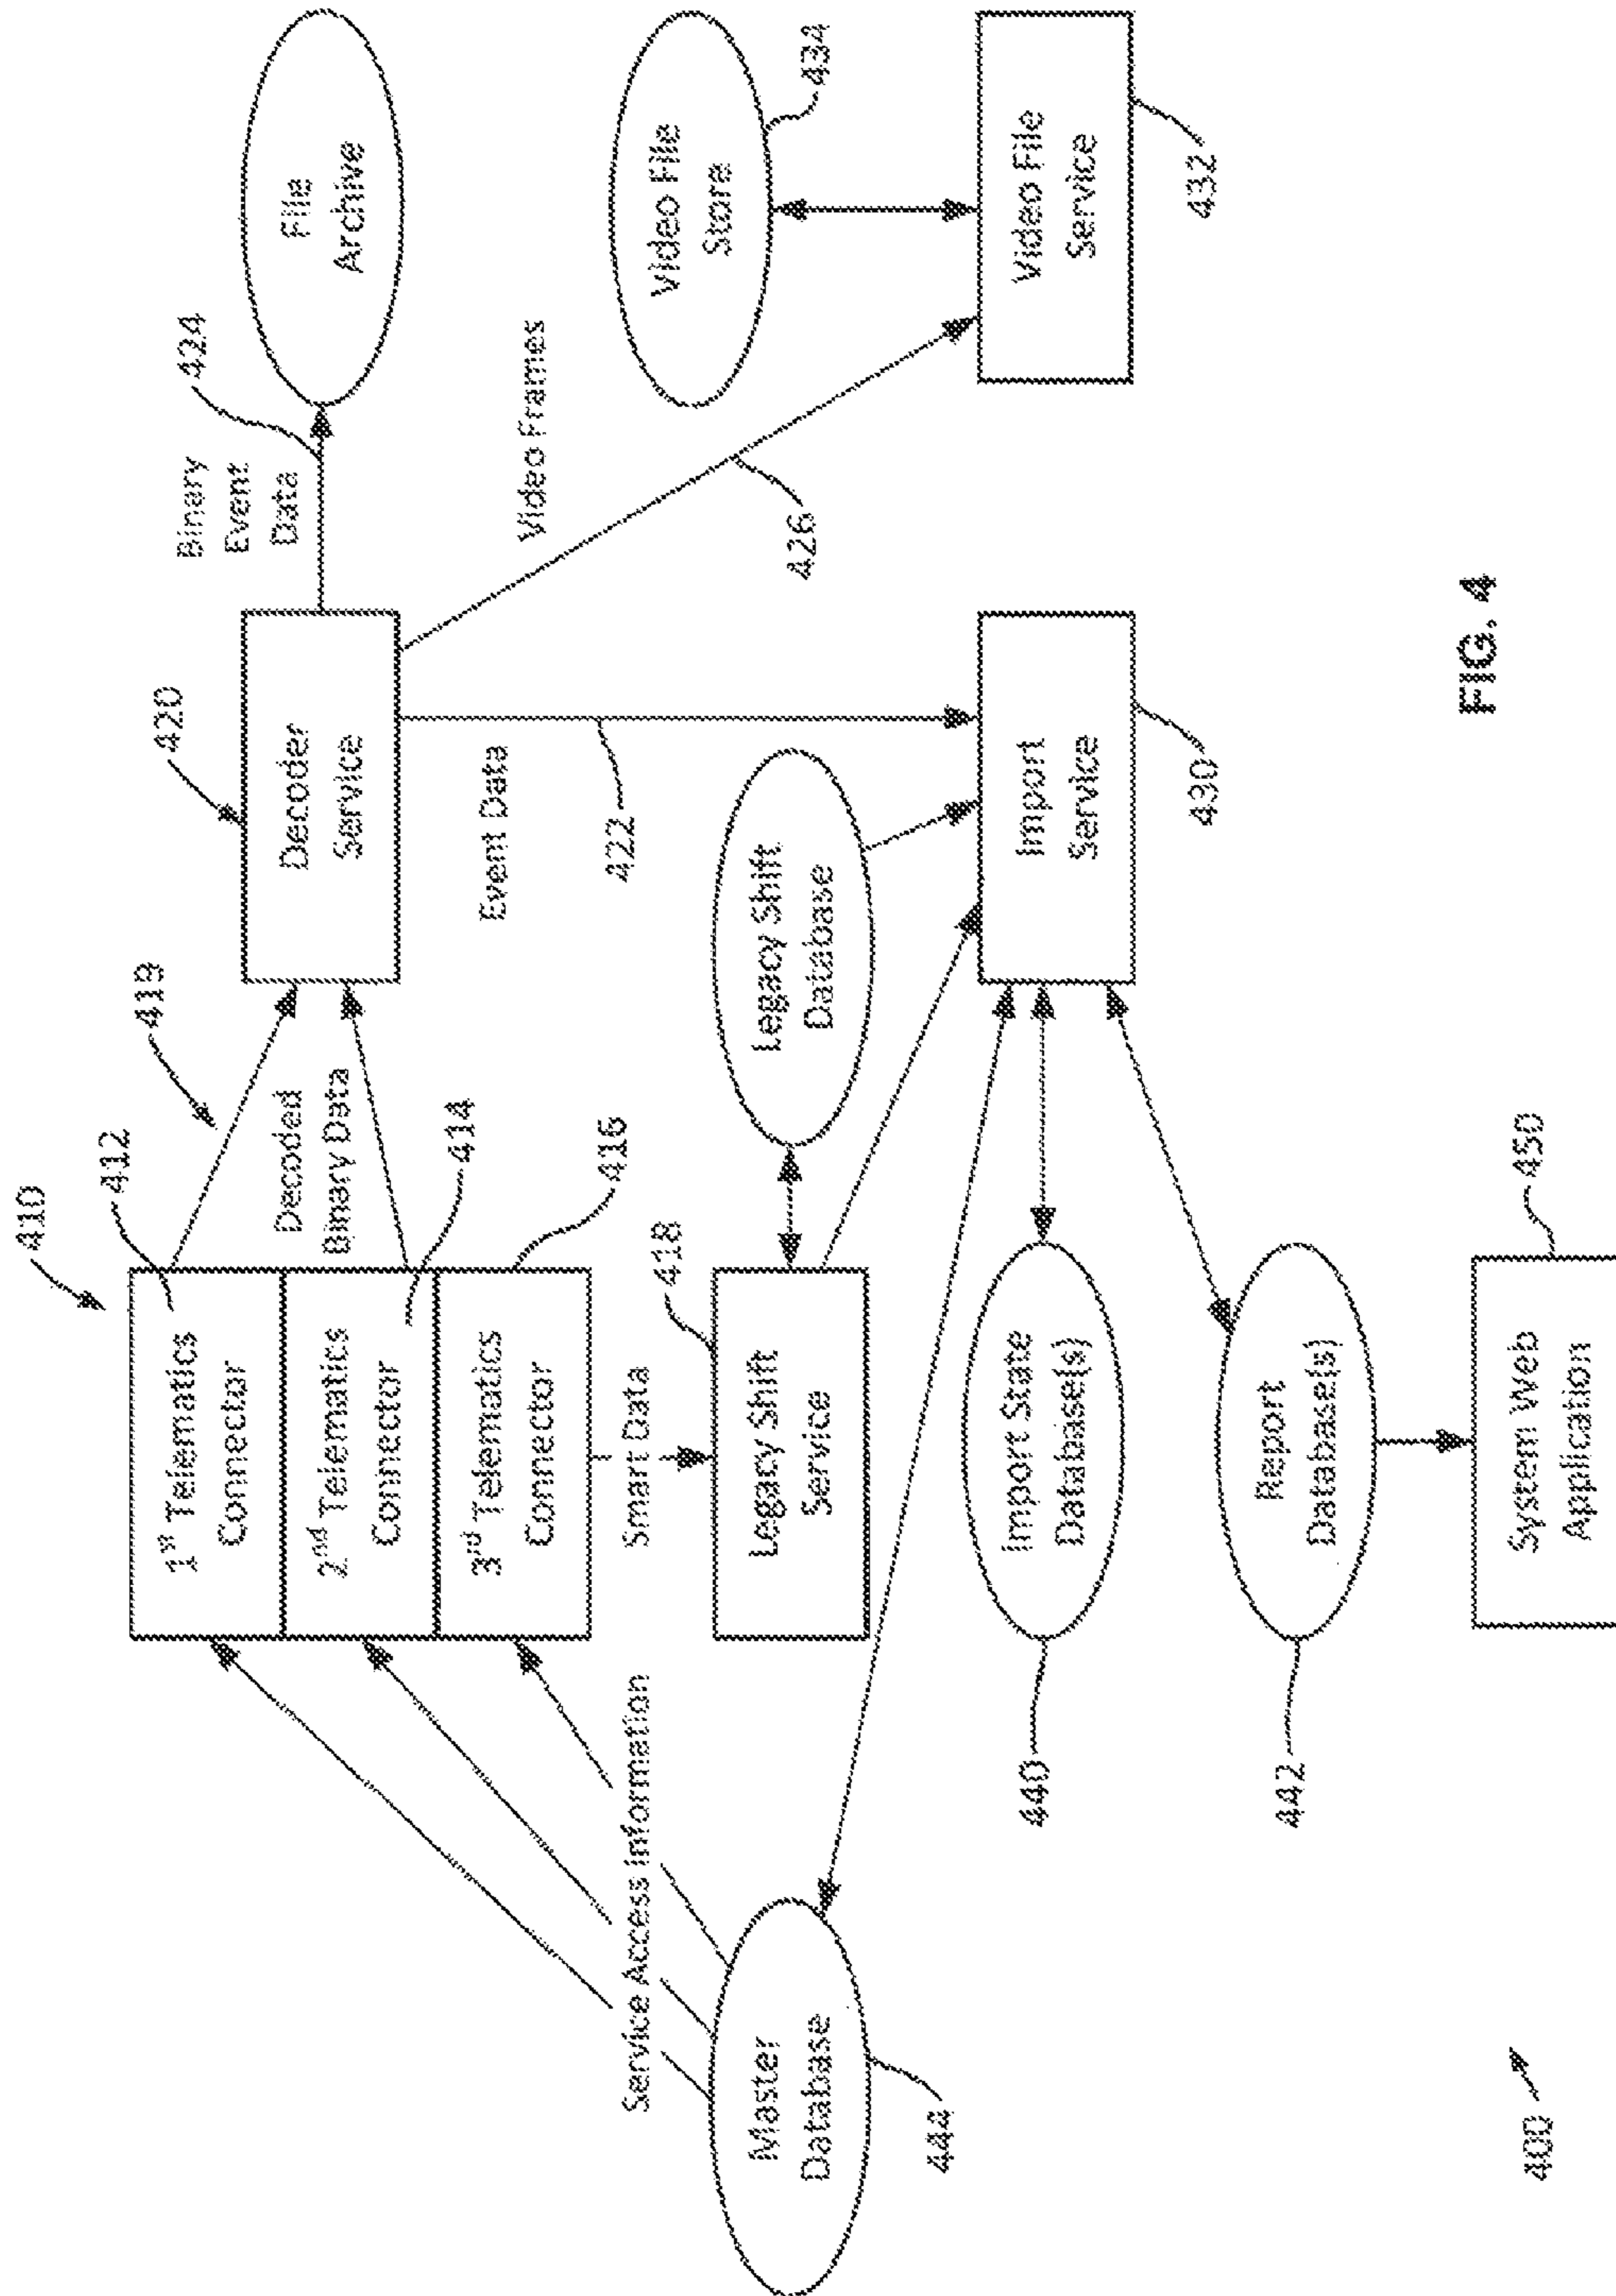 410
412
1st Telematics
Connector
2nd Telematics
Connector
414
3rd Telematics
Connector
416
419
Decoded
Binary Data
420
Decoder
Service
Binary
Event
Data
424
File
Archive
Service Access Information
Smart Data
418
Legacy Shift
Service
Legacy Shift
Database
Event Data
422
Video Frames
426
Video File
Store
434
Master
Database
444
Import State
Database(s)
440
Import
Service
430
Video File
Service
432
Report
Database(s)
442
System Web
Application
450
400
FIG. 4